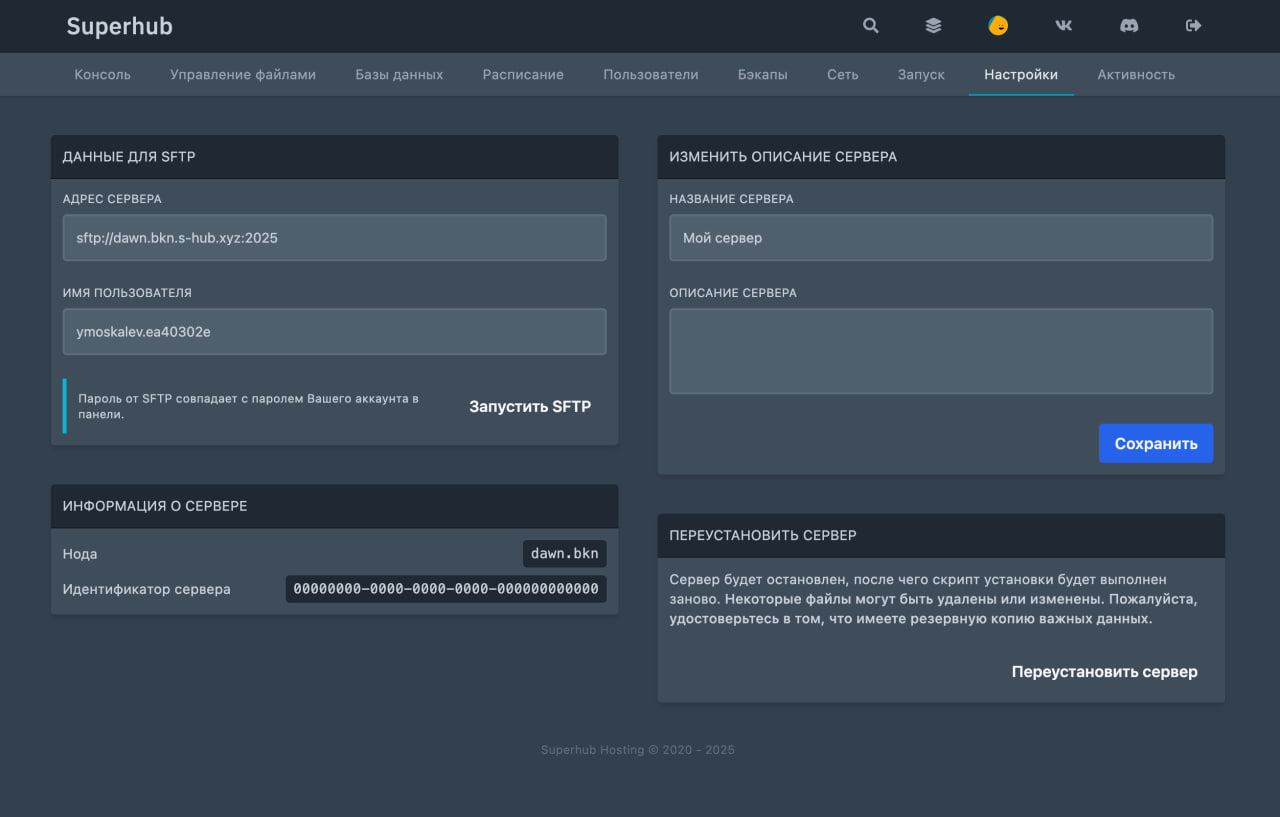 Superhub
Консоль
Управление файлами
Базы данных
Расписание
Пользователи
Бэкапы
Сеть
Запуск
Настройки
Активность
ДАННЫЕ ДЛЯ SFTP
АДРЕС СЕРВЕРА
sftp://dawn.bkn.s-hub.xyz:2025
ИМЯ ПОЛЬЗОВАТЕЛЯ
ymoskalev.ea40302e
Пароль от SFTP совпадает с паролем Вашего аккаунта в
панели.
Запустить SFTP
ИНФОРМАЦИЯ О СЕРВЕРЕ
Нода
dawn.bkn
Идентификатор сервера
00000000-0000-0000-0000-000000000000
ИЗМЕНИТЬ ОПИСАНИЕ СЕРВЕРА
НАЗВАНИЕ СЕРВЕРА
Мой сервер
ОПИСАНИЕ СЕРВЕРА
Сохранить
ПЕРЕУСТАНОВИТЬ СЕРВЕР
Сервер будет остановлен, после чего скрипт установки будет выполнен
заново. Некоторые файлы могут быть удалены или изменены. Пожалуйста,
удостоверьтесь в том, что имеете резервную копию важных данных.
Переустановить сервер
Superhub Hosting © 2020 - 2025